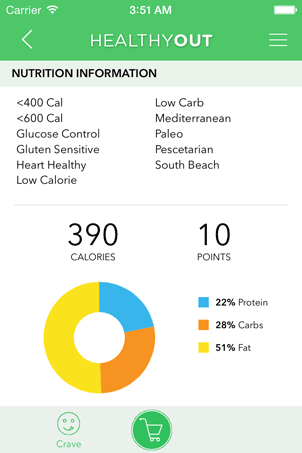 Carrier 3:51 AM
HEALTHYOUT
NUTRITION INFORMATION
<400 Cal
<600 Cal
Glucose Control
Gluten Sensitive
Heart Healthy
Low Calorie
Low Carb
Mediterranean
Paleo
Pescetarian
South Beach
390
CALORIES
10
POINTS
22% Protein
28% Carbs
51% Fat
Crave